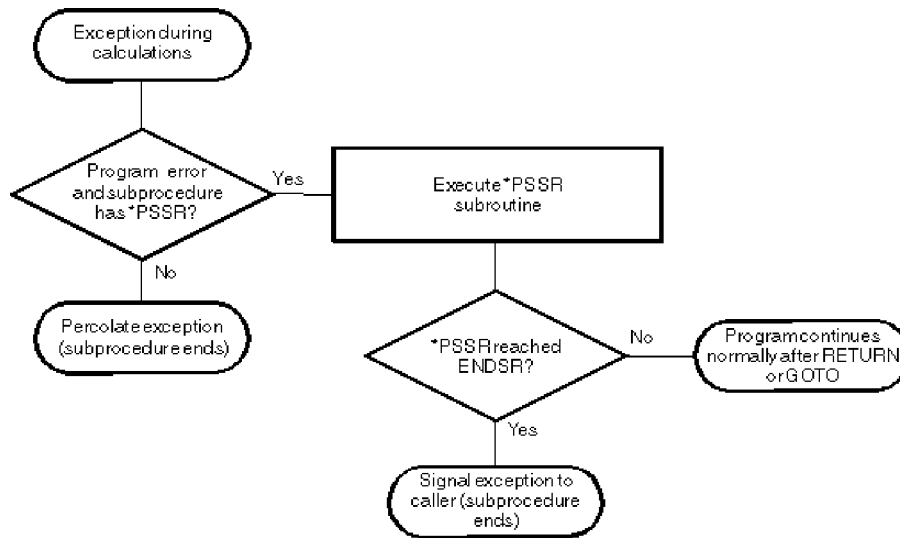 Exception during
calculations
Program error
and subprocedure
has *PSSR?
Yes
Execute *PSSR
subroutine
No
Percolate exception
(subprocedure ends)
*PSSR reached
ENDSR?
No
Program continues
normally after RETURN
or GOTO
Yes
Signal exception to
caller (subprocedure
ends)